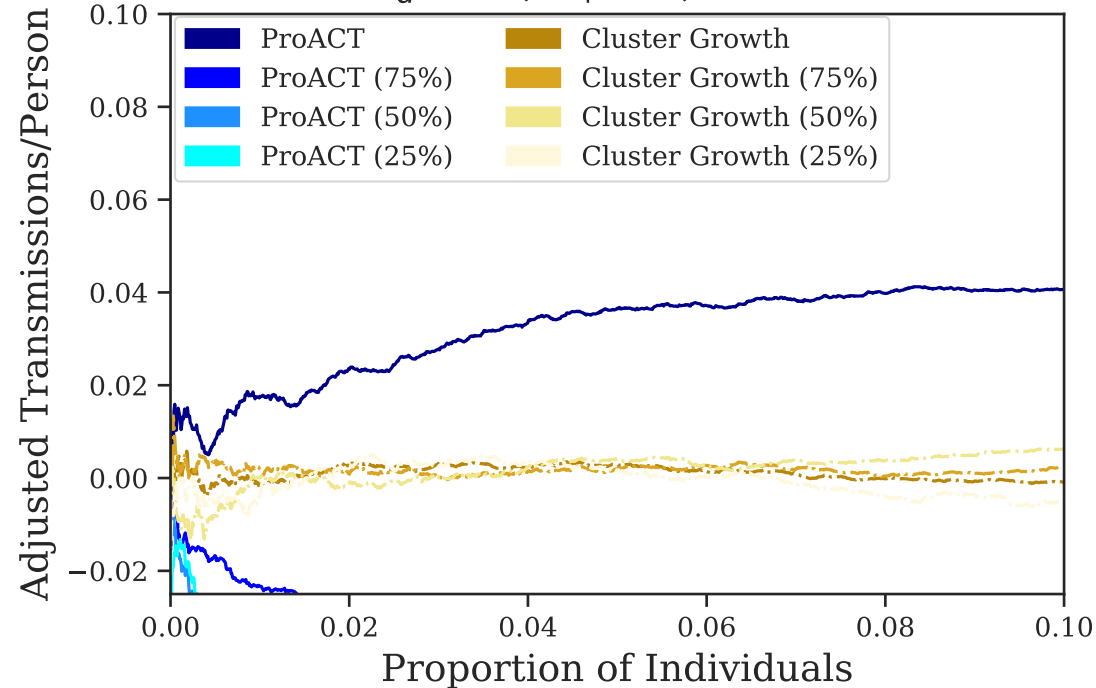 0.10
0.08
0.06
0.04
0.02
0.00
−0.02
Adjusted Transmissions/Person
ProACT
ProACT (75%)
ProACT (50%)
ProACT (25%)
Cluster Growth
Cluster Growth (75%)
Cluster Growth (50%)
Cluster Growth (25%)
0.00 0.02 0.04 0.06 0.08 0.10
Proportion of Individuals